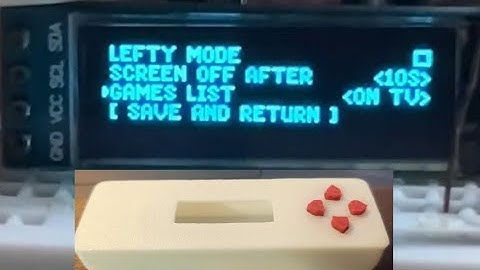 GND VCC SCL SDA
LEFTY MODE
SCREEN OFF AFTER <10S>
GAMES LIST <ON TV>
[ SAVE AND RETURN ]